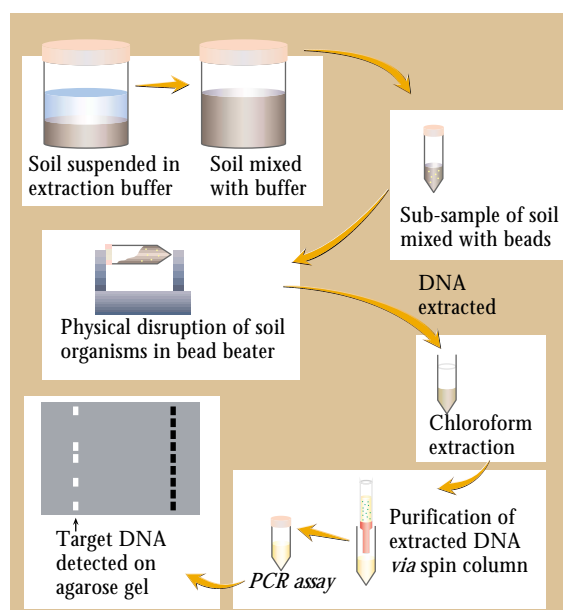 Soil suspended in
extraction buffer
Soil mixed
with buffer
Sub-sample of soil
mixed with beads
Physical disruption of soil
organisms in bead beater
DNA
extracted
Chloroform
extraction
Purification of
extracted DNA
via spin column
PCR assay
Target DNA
detected on
agarose gel